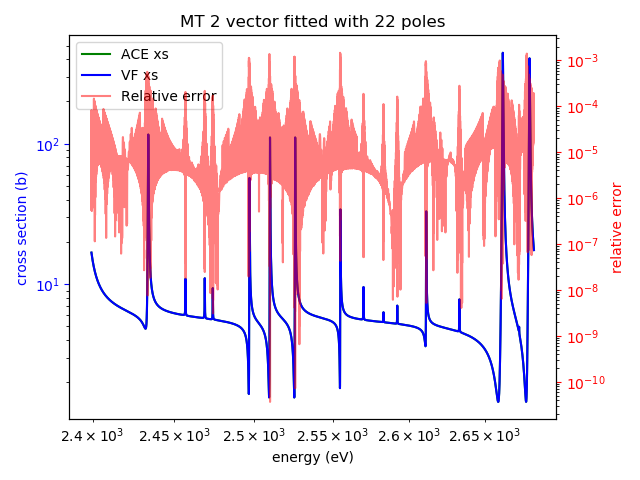 MT 2 vector fitted with 22 poles
ACE xs
VF xs
Relative error
cross section (b)
10²
10¹
10⁻³
10⁻⁴
10⁻⁵
10⁻⁶
10⁻⁷
10⁻⁸
10⁻⁹
10⁻¹⁰
relative error
2.4 × 10³ 2.45 × 10³ 2.5 × 10³ 2.55 × 10³ 2.6 × 10³ 2.65 × 10³
energy (eV)